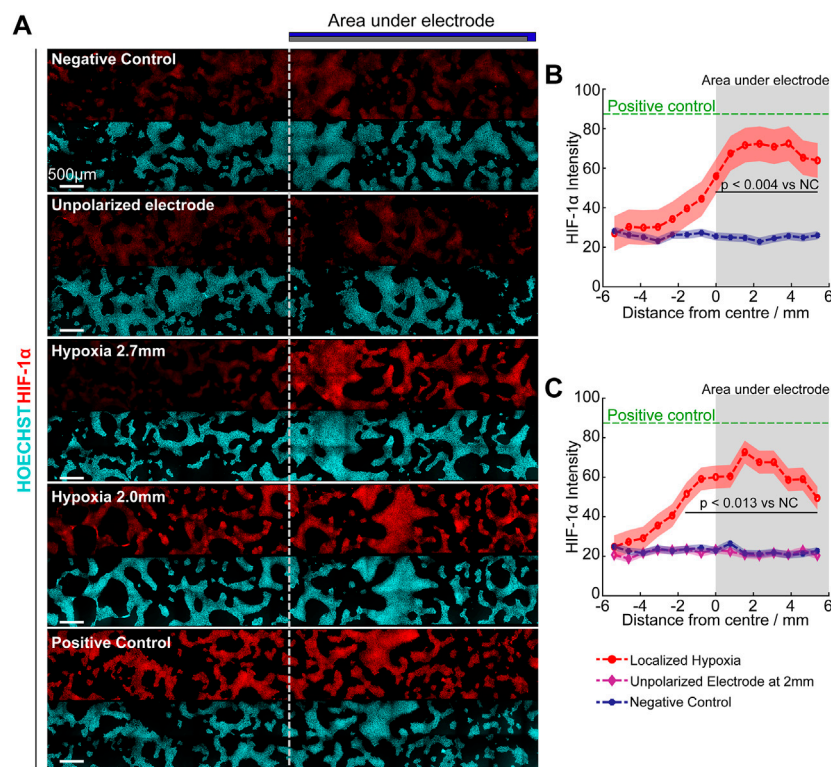 A
Area under electrode
HOECHST HIF-1α
Negative Control
500μm
Unpolarized electrode
Hypoxia 2.7mm
Hypoxia 2.0mm
Positive Control
B
Area under electrode
Positive control
p < 0.004 vs NC
HIF-1α Intensity
100
80
60
40
20
0
-6 -4 -2 0 2 4 6
Distance from centre / mm
C
Area under electrode
Positive control
p < 0.013 vs NC
HIF-1α Intensity
100
80
60
40
20
0
-6 -4 -2 0 2 4 6
Distance from centre / mm
Localized Hypoxia
Unpolarized Electrode at 2mm
Negative Control